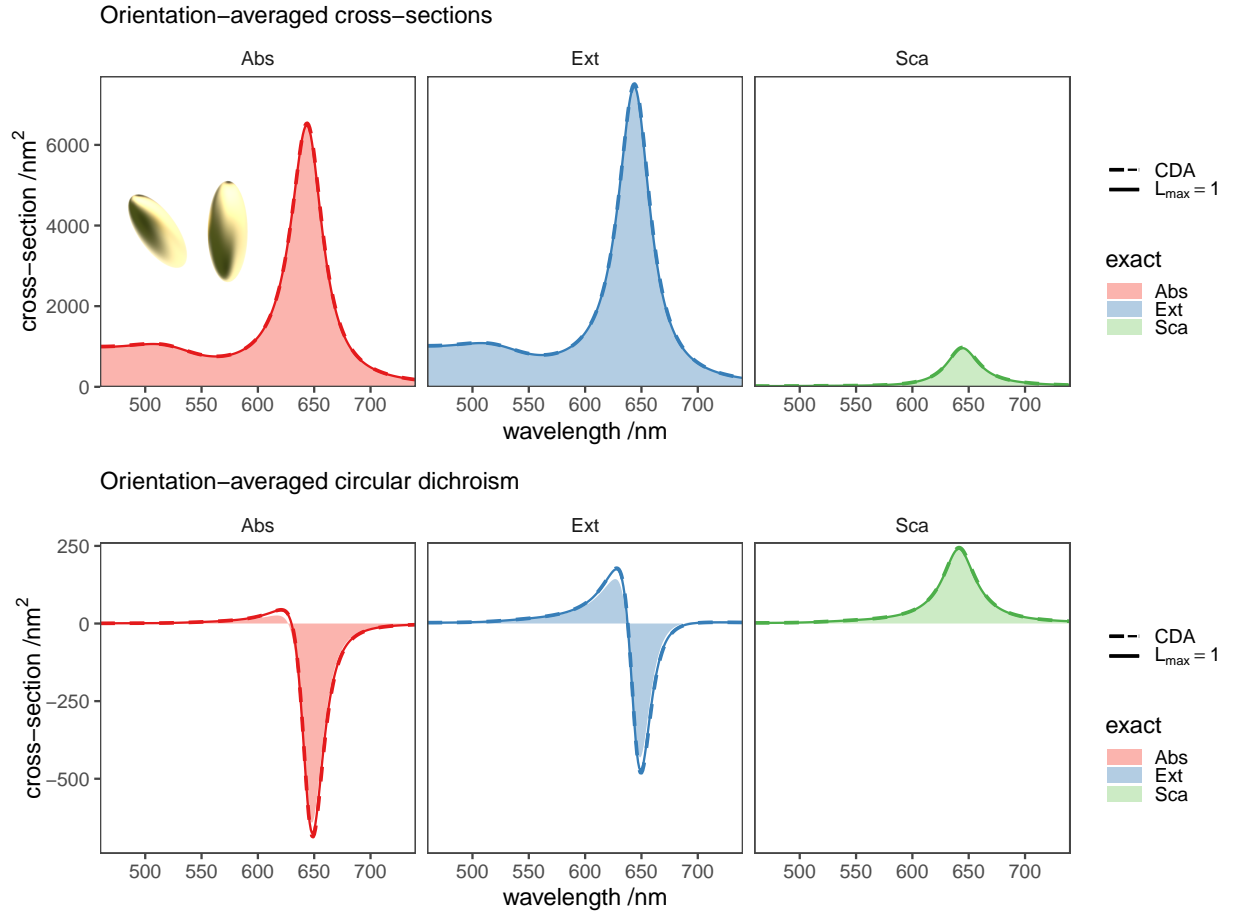 Orientation−averaged cross−sections
Abs
Ext
Sca
cross−section /nm²
6000
4000
2000
0
500 550 600 650 700
500 550 600 650 700
500 550 600 650 700
wavelength /nm
CDA
Lmax = 1
exact
Abs
Ext
Sca
Orientation−averaged circular dichroism
Abs
Ext
Sca
cross−section /nm²
250
0
−250
−500
500 550 600 650 700
500 550 600 650 700
500 550 600 650 700
wavelength /nm
CDA
Lmax = 1
exact
Abs
Ext
Sca